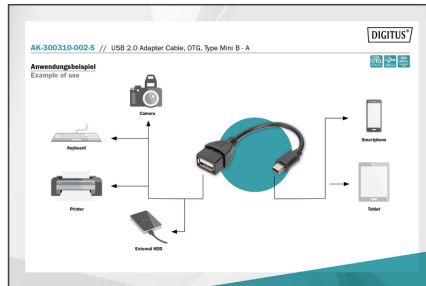 DIGITUS®
AK-300310-002-S // USB 2.0 Adapter Cable, OTG, Type Mini B - A
Anwendungsbeispiel
Example of use
OTG
Camera
Keyboard
Smartphone
Printer
Tablet
External HDD